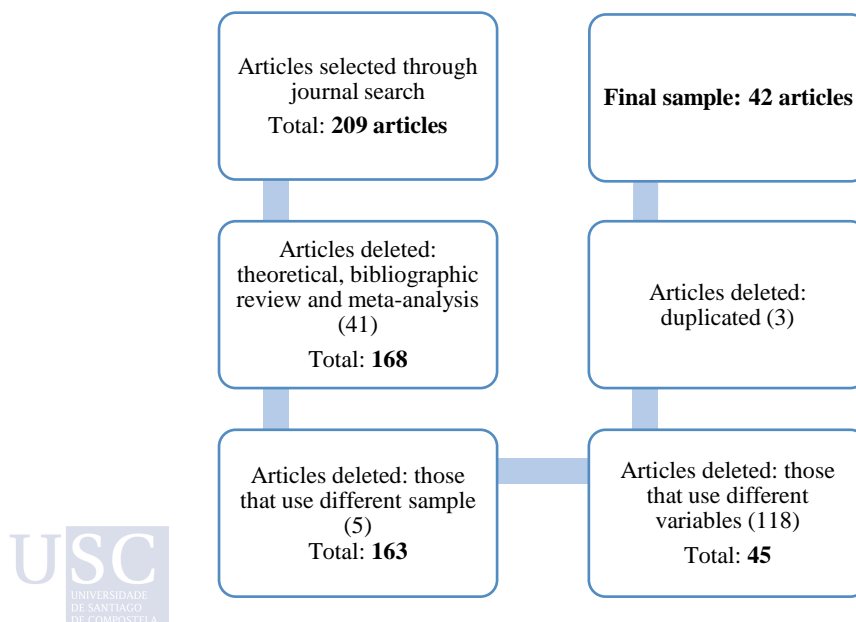 Articles selected through
journal search
Total: 209 articles
Articles deleted:
theoretical, bibliographic
review and meta-analysis
(41)
Total: 168
Articles deleted: those
that use different sample
(5)
Total: 163
Articles deleted: those
that use different
variables (118)
Total: 45
Articles deleted:
duplicated (3)
Final sample: 42 articles
USC
UNIVERSIDADE
DE SANTIAGO
DE COMPOSTELA